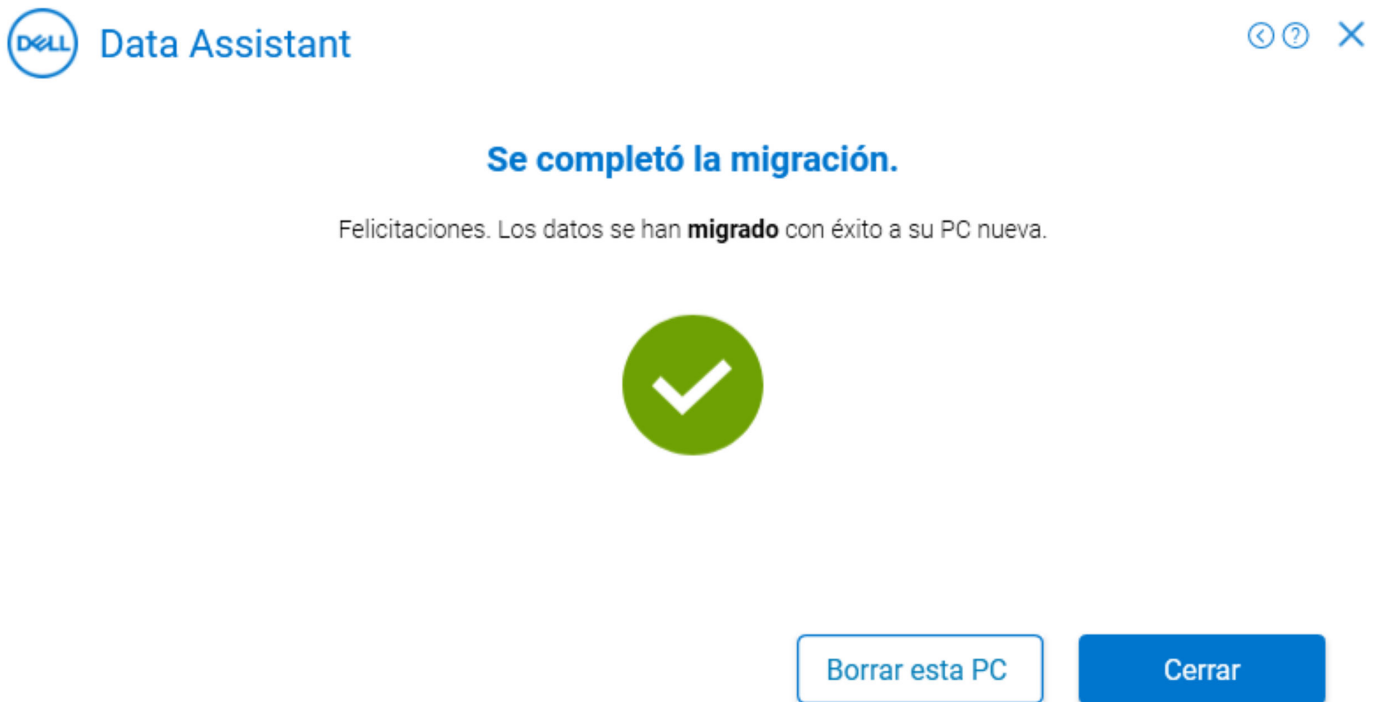 DELL
Data Assistant
Se completó la migración.
Felicitaciones. Los datos se han migrado con éxito a su PC nueva.
Borrar esta PC
Cerrar